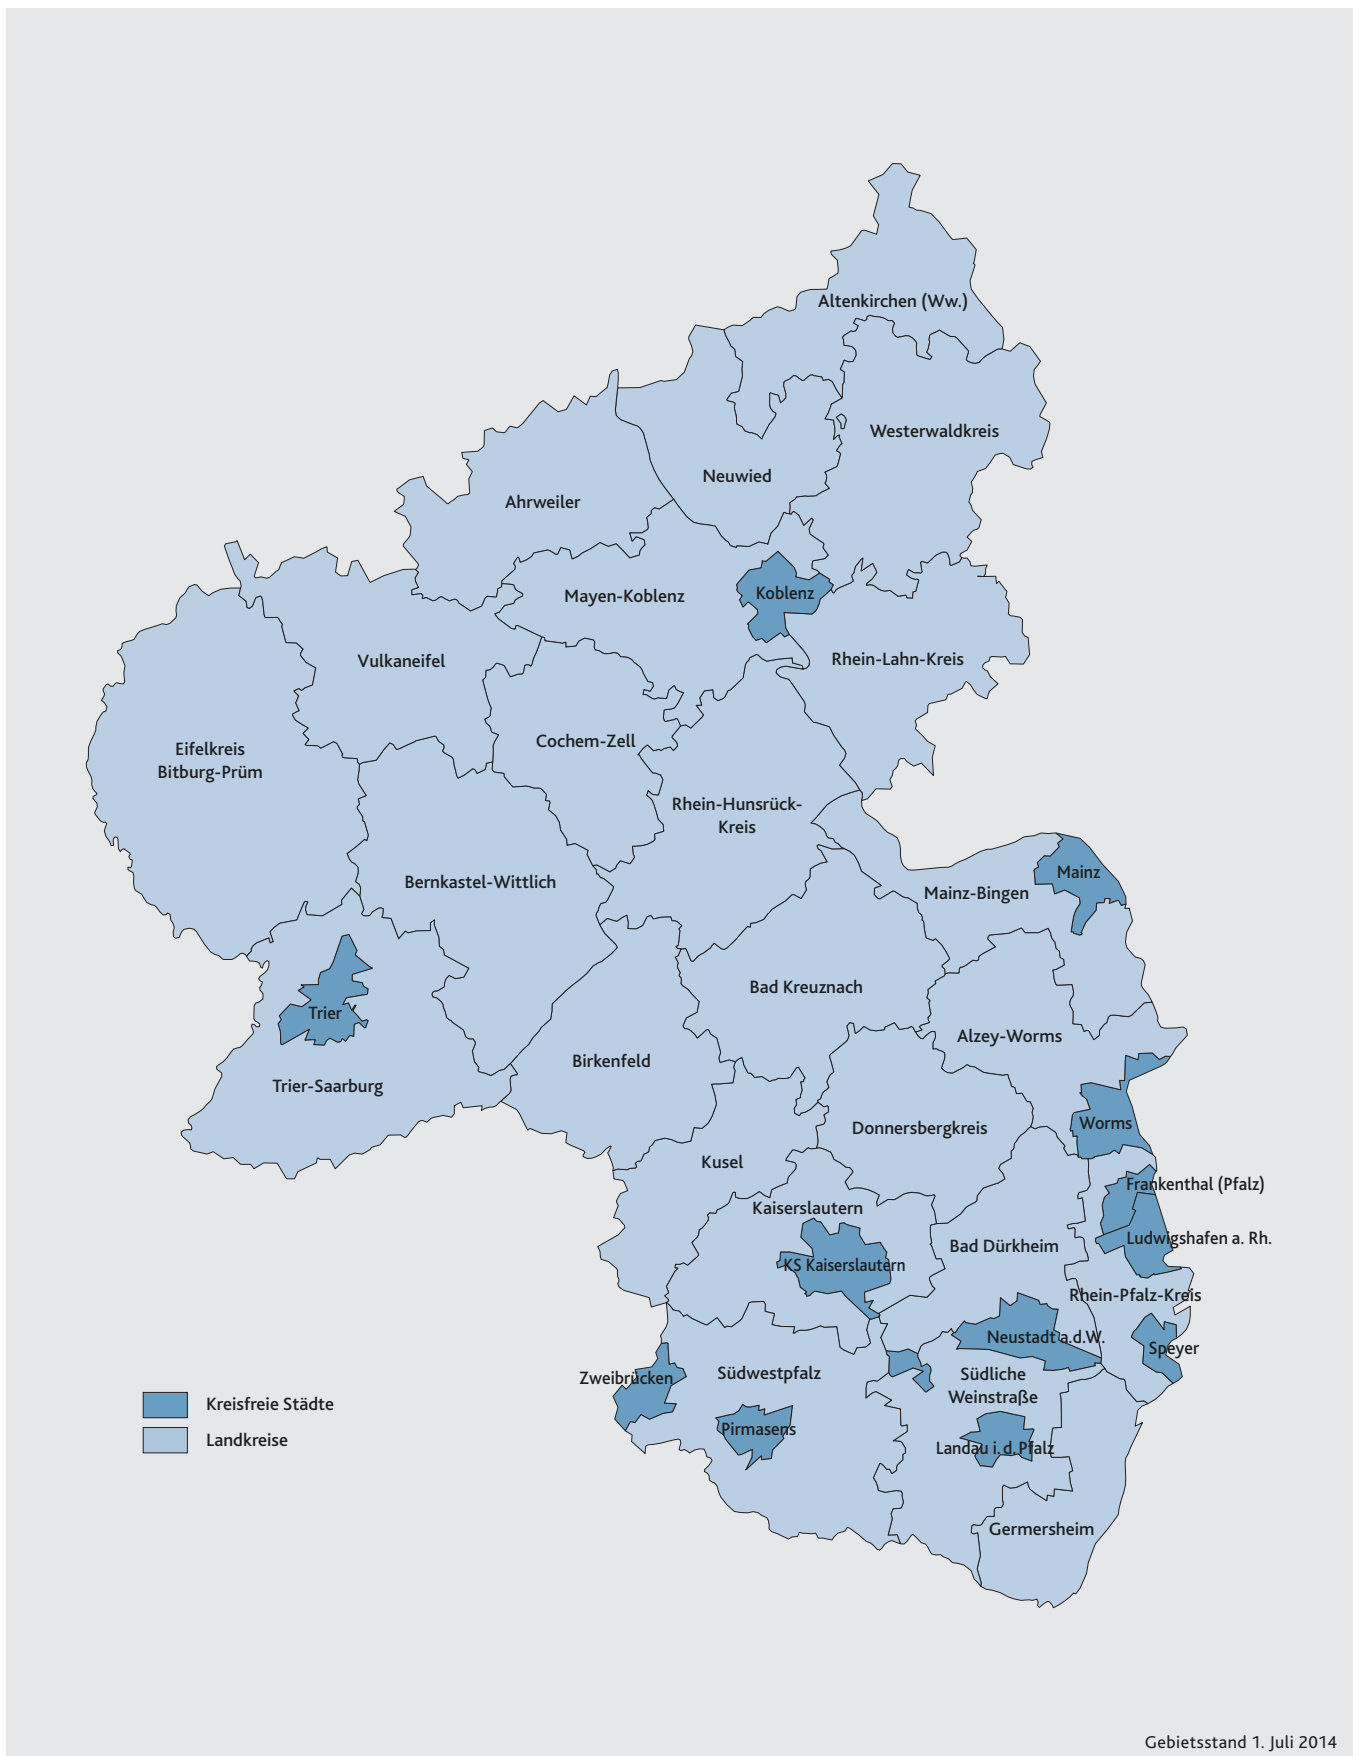 Altenkirchen (Ww.)
Westerwaldkreis
Neuwied
Ahrweiler
Mayen-Koblenz
Koblenz
Vulkaneifel
Rhein-Lahn-Kreis
Cochem-Zell
Eifelkreis
Bitburg-Prüm
Rhein-Hunsrück-
Kreis
Mainz
Bernkastel-Wittlich
Mainz-Bingen
Bad Kreuznach
Trier
Alzey-Worms
Birkenfeld
Trier-Saarburg
Worms
Donnersbergkreis
Kusel
Frankenthal (Pfalz)
Kaiserslautern
Ludwigshafen a. Rh.
Bad Dürkheim
KS Kaiserslautern
Rhein-Pfalz-Kreis
Neustadt a.d.W.
Speyer
Zweibrücken
Südwestpfalz
Südliche
Weinstraße
Pirmasens
Landau i. d. Pfalz
Germersheim
Kreisfreie Städte
Landkreise
Gebietsstand 1. Juli 2014